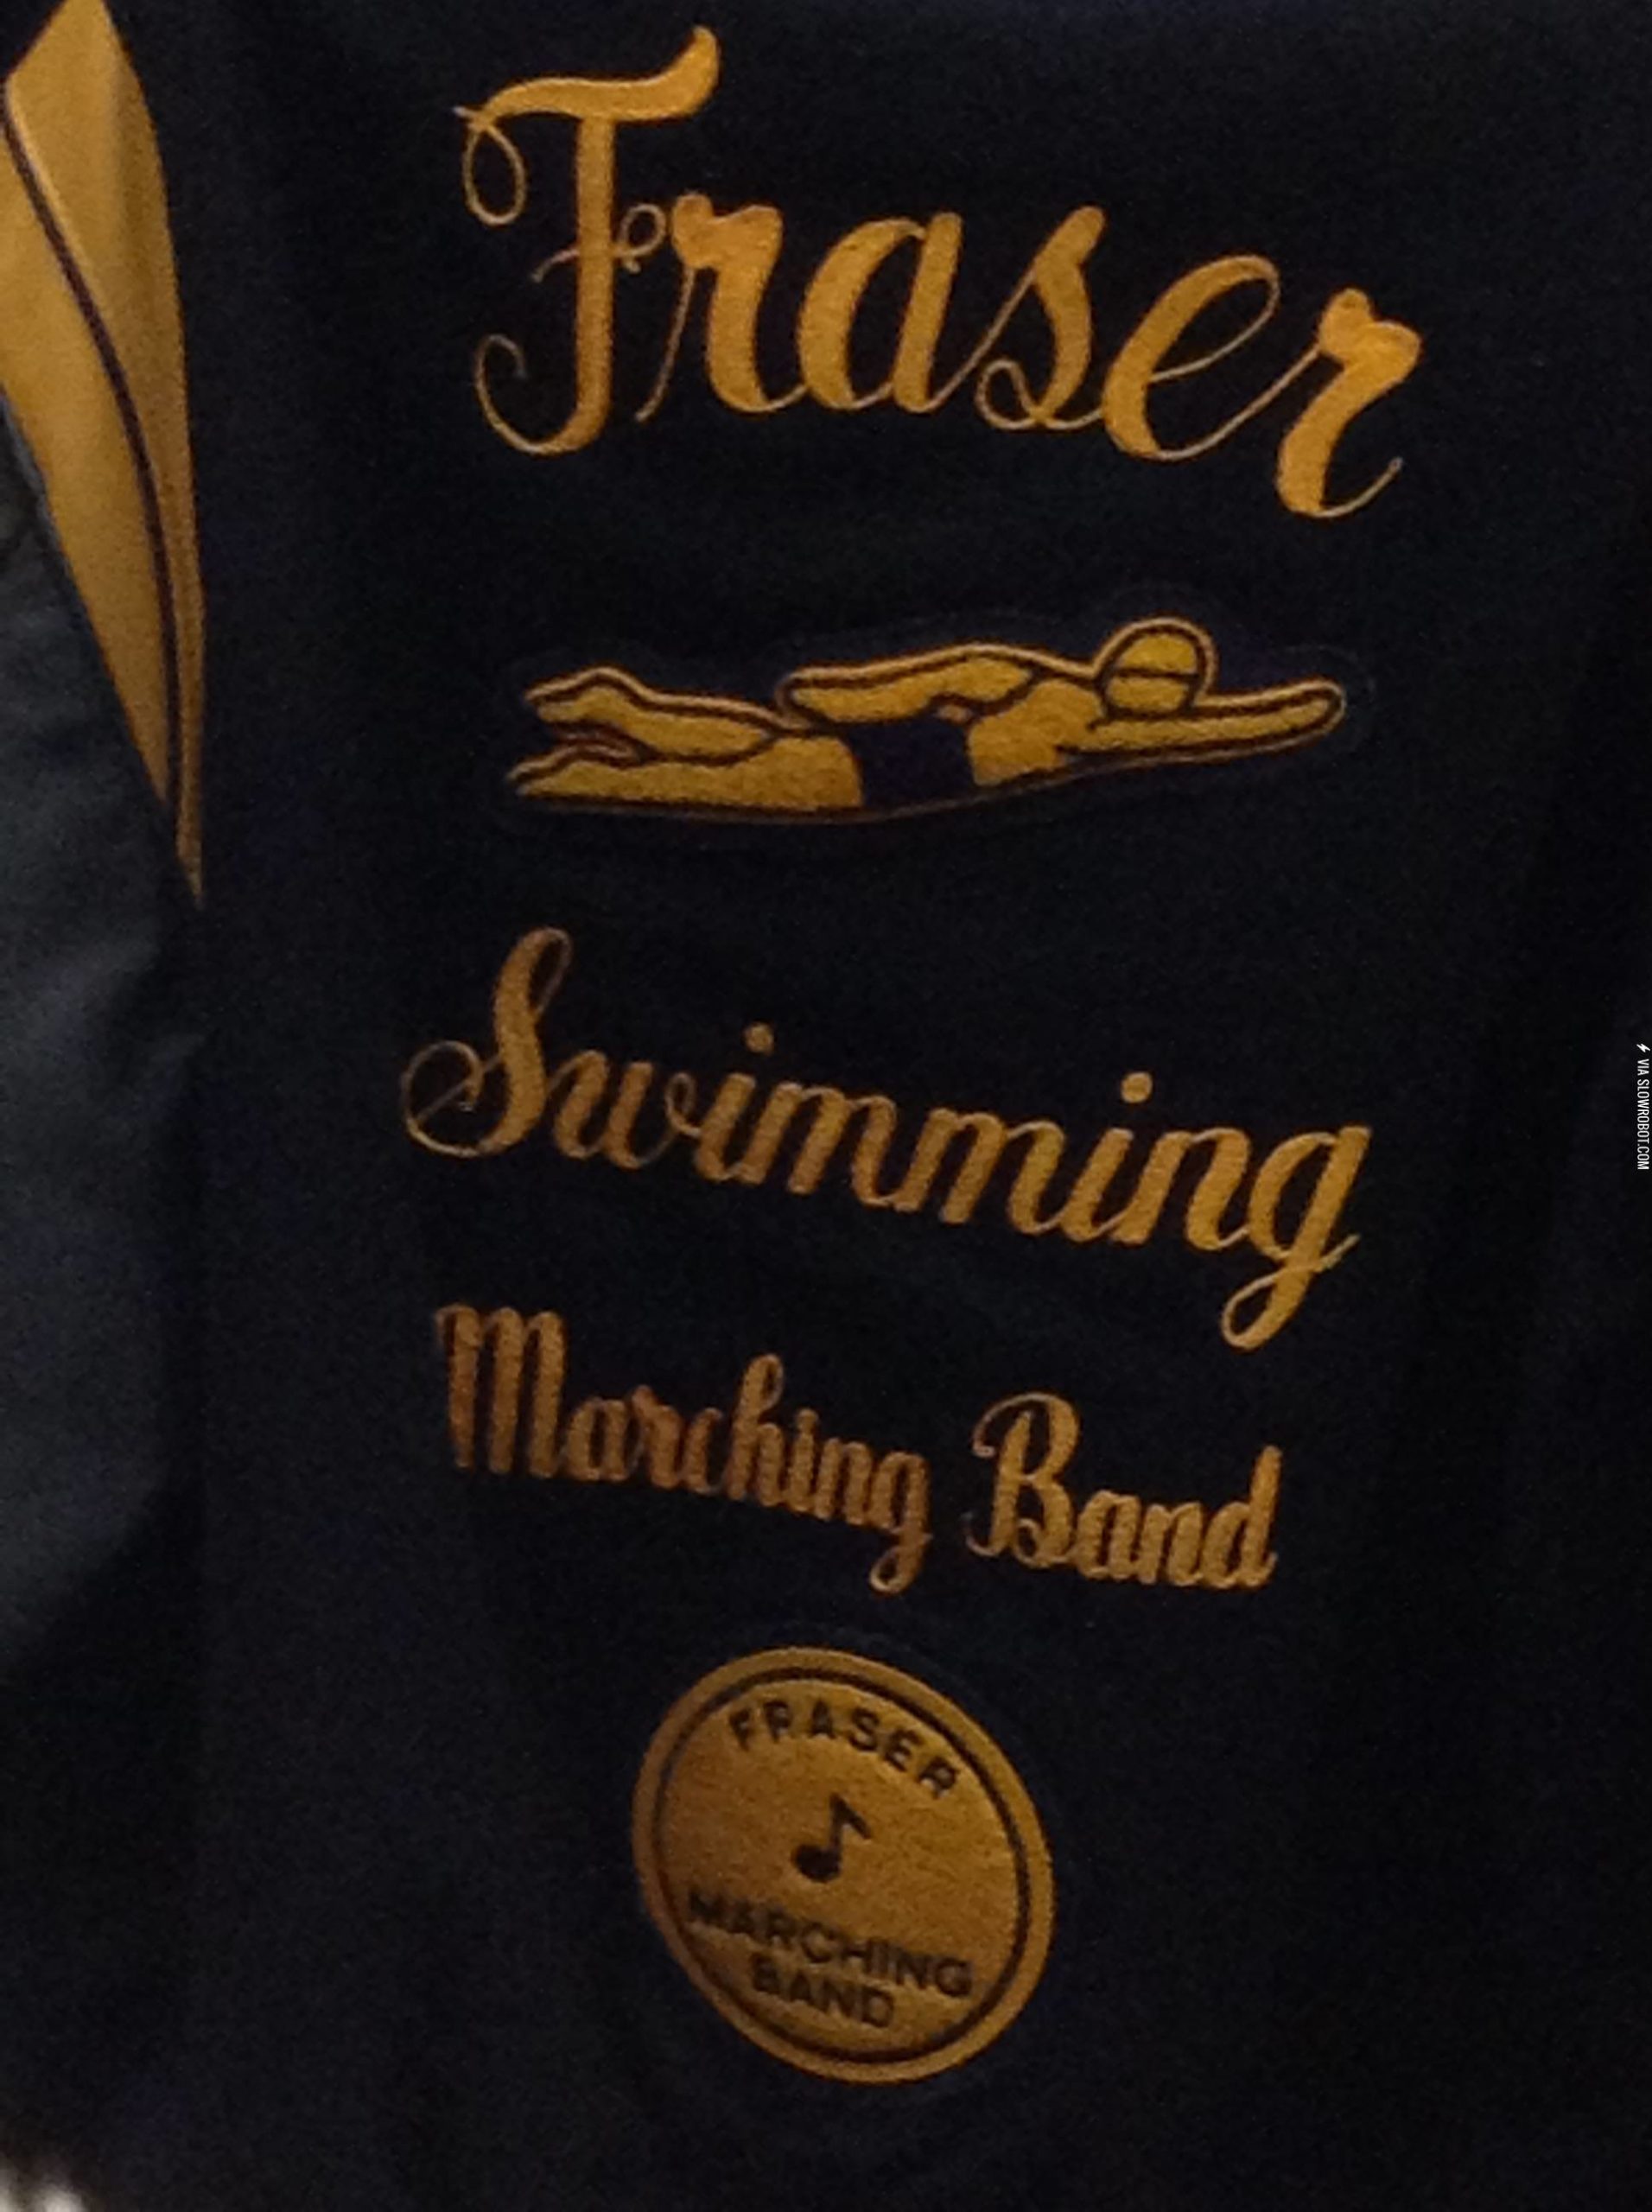 Fraser
Swimming
Marching Band
FRASER
MARCHING
BAND
VIA SLOWROBOT.COM